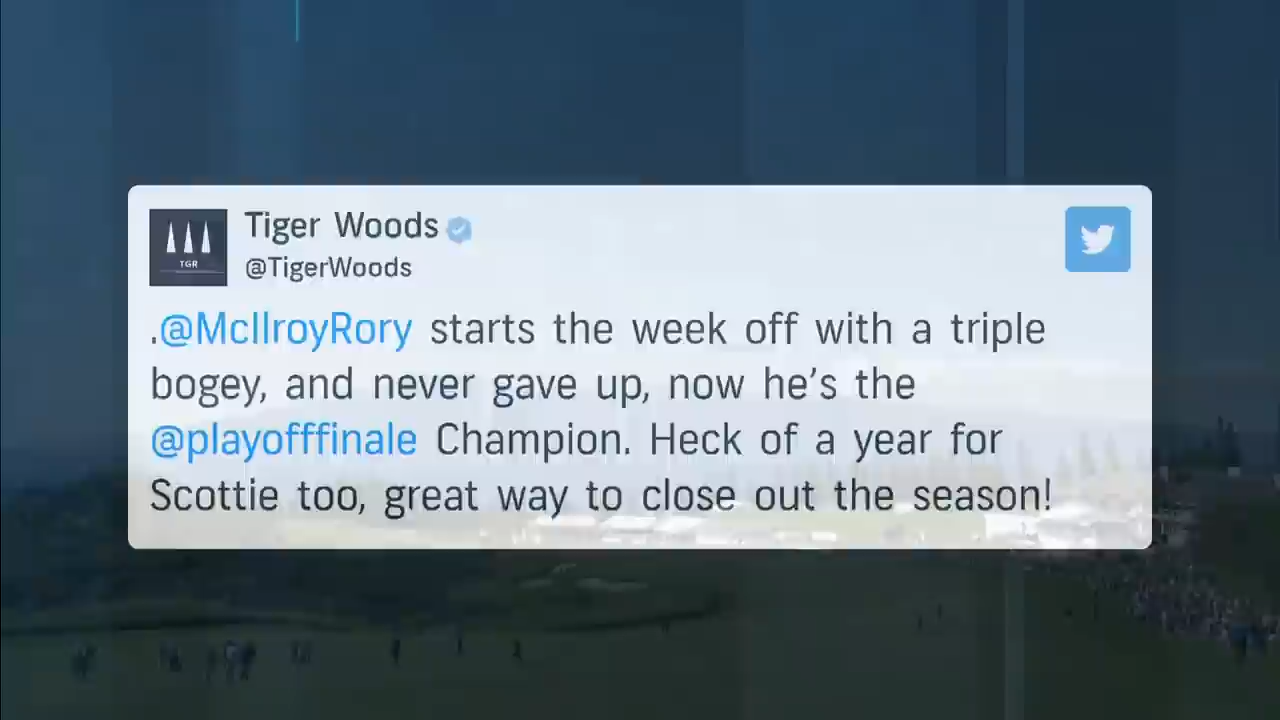 Tiger Woods
@TigerWoods
TGR
.@McIlroyRory starts the week off with a triple
bogey, and never gave up, now he's the
@playofffinale Champion. Heck of a year for
Scottie too, great way to close out the season!